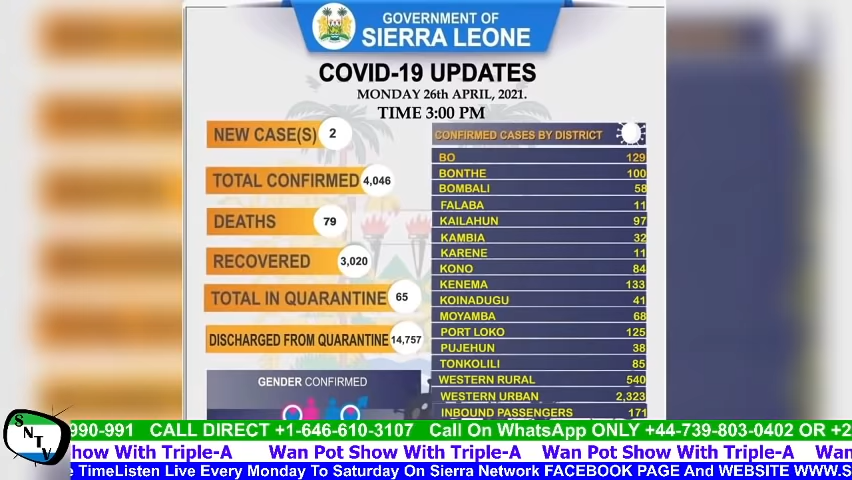 GOVERNMENT OF
SIERRA LEONE
COVID-19 UPDATES
MONDAY 26th APRIL, 2021.
TIME 3:00 PM
NEW CASE(S) 2
TOTAL CONFIRMED 4,046
DEATHS 79
RECOVERED 3,020
TOTAL IN QUARANTINE 65
DISCHARGED FROM QUARANTINE 14,757
GENDER CONFIRMED
CONFIRMED CASES BY DISTRICT
BO 129
BONTHE 100
BOMBALI 58
FALABA 11
KAILAHUN 97
KAMBIA 32
KARENE 11
KONO 84
KENEMA 133
KOINADUGU 41
MOYAMBA 68
PORT LOKO 125
PUJEHUN 38
TONKOLILI 85
WESTERN RURAL 540
WESTERN URBAN 2,323
INBOUND PASSENGERS 171
SNTV
990-991 CALL DIRECT +1-646-610-3107 Call On WhatsApp ONLY +44-739-803-0402 OR +2
how With Triple-A Wan Pot Show With Triple-A Wan Pot Show With Triple-A Wan
e TimeListen Live Every Monday To Saturday On Sierra Network FACEBOOK PAGE And WEBSITE WWW.S